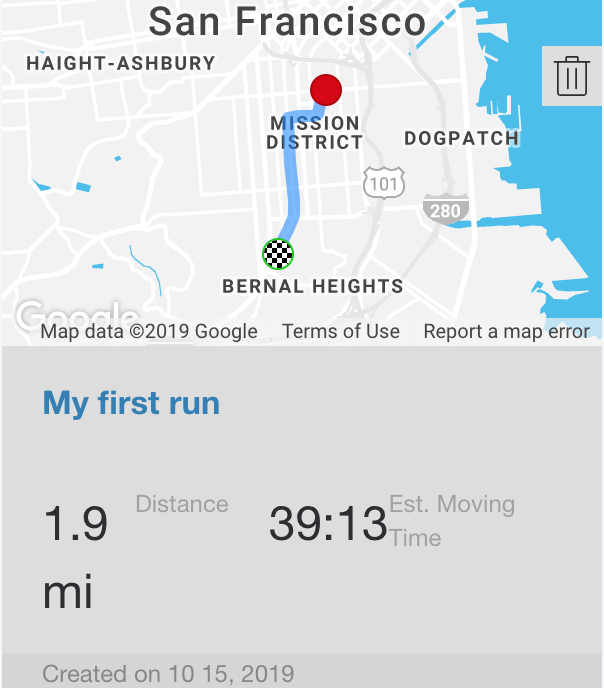 San Francisco
HAIGHT-ASHBURY
MISSION
DISTRICT
DOGPATCH
101
280
BERNAL HEIGHTS
Google
Map data ©2019 Google Terms of Use Report a map error
My first run
1.9 mi
Distance
39:13
Est. Moving
Time
Created on 10 15, 2019